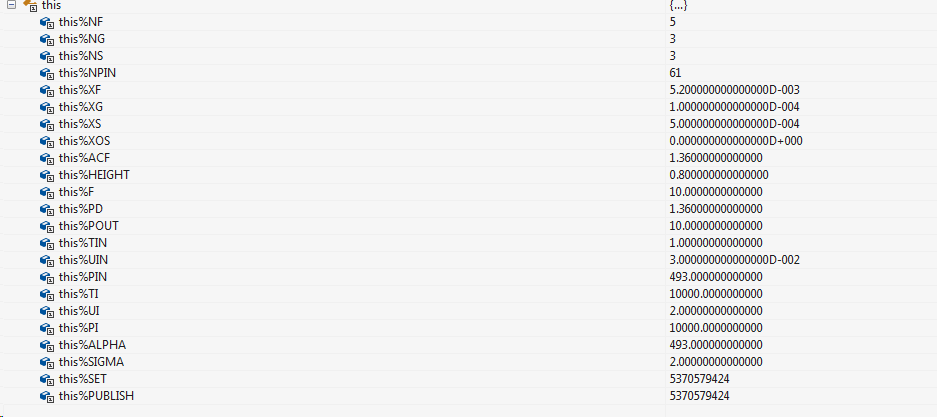 this {...}
this%NF 5
this%NG 3
this%NS 3
this%NPIN 61
this%XF 5.200000000000000D-003
this%XG 1.000000000000000D-004
this%XS 5.000000000000000D-004
this%XOS 0.000000000000000D+000
this%ACF 1.36000000000000
this%HEIGHT 0.800000000000000
this%F 10.0000000000000
this%PD 1.36000000000000
this%POUT 10.0000000000000
this%TIN 1.00000000000000
this%UIN 3.000000000000000D-002
this%PIN 493.000000000000
this%TI 10000.0000000000
this%UI 2.00000000000000
this%PI 10000.0000000000
this%ALPHA 493.000000000000
this%SIGMA 2.00000000000000
this%SET 5370579424
this%PUBLISH 5370579424